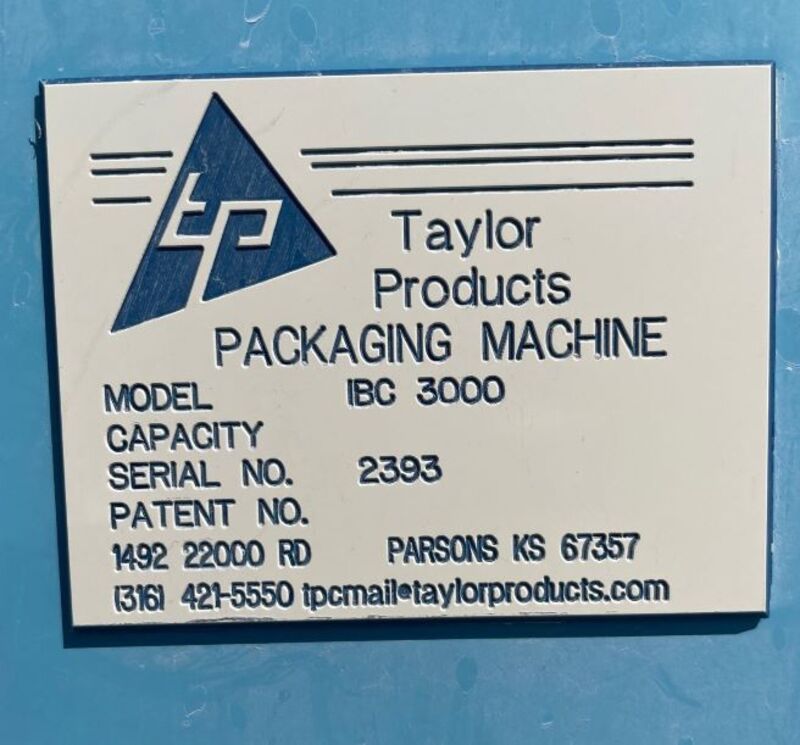 tp
Taylor
Products
PACKAGING MACHINE
MODEL IBC 3000
CAPACITY
SERIAL NO. 2393
PATENT NO.
1492 22000 RD PARSONS KS 67357
(316) 421-5550 tpcmail@taylorproducts.com